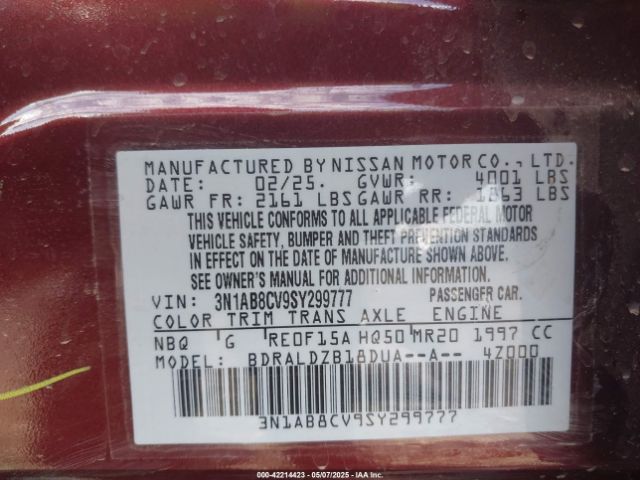 MANUFACTURED BY NISSAN MOTOR CO., LTD.
DATE: 02/25. GVWR: 4001 LBS
GAWR FR: 2161 LBS GAWR RR: 1863 LBS
THIS VEHICLE CONFORMS TO ALL APPLICABLE FEDERAL MOTOR
VEHICLE SAFETY, BUMPER AND THEFT PREVENTION STANDARDS
IN EFFECT ON THE DATE OF MANUFACTURE SHOWN ABOVE.
SEE OWNER'S MANUAL FOR ADDITIONAL INFORMATION.
VIN: 3N1AB8CV9SY299777 PASSENGER CAR.
COLOR TRIM TRANS AXLE ENGINE
NBQ G RE0F15A HQ50 MR20 1997 CC
MODEL: BDRALDZB18DUA--A-- 4Z000
3N1AB8CV9SY299777
000-42214423 - 05/07/2025 - IAAI.com